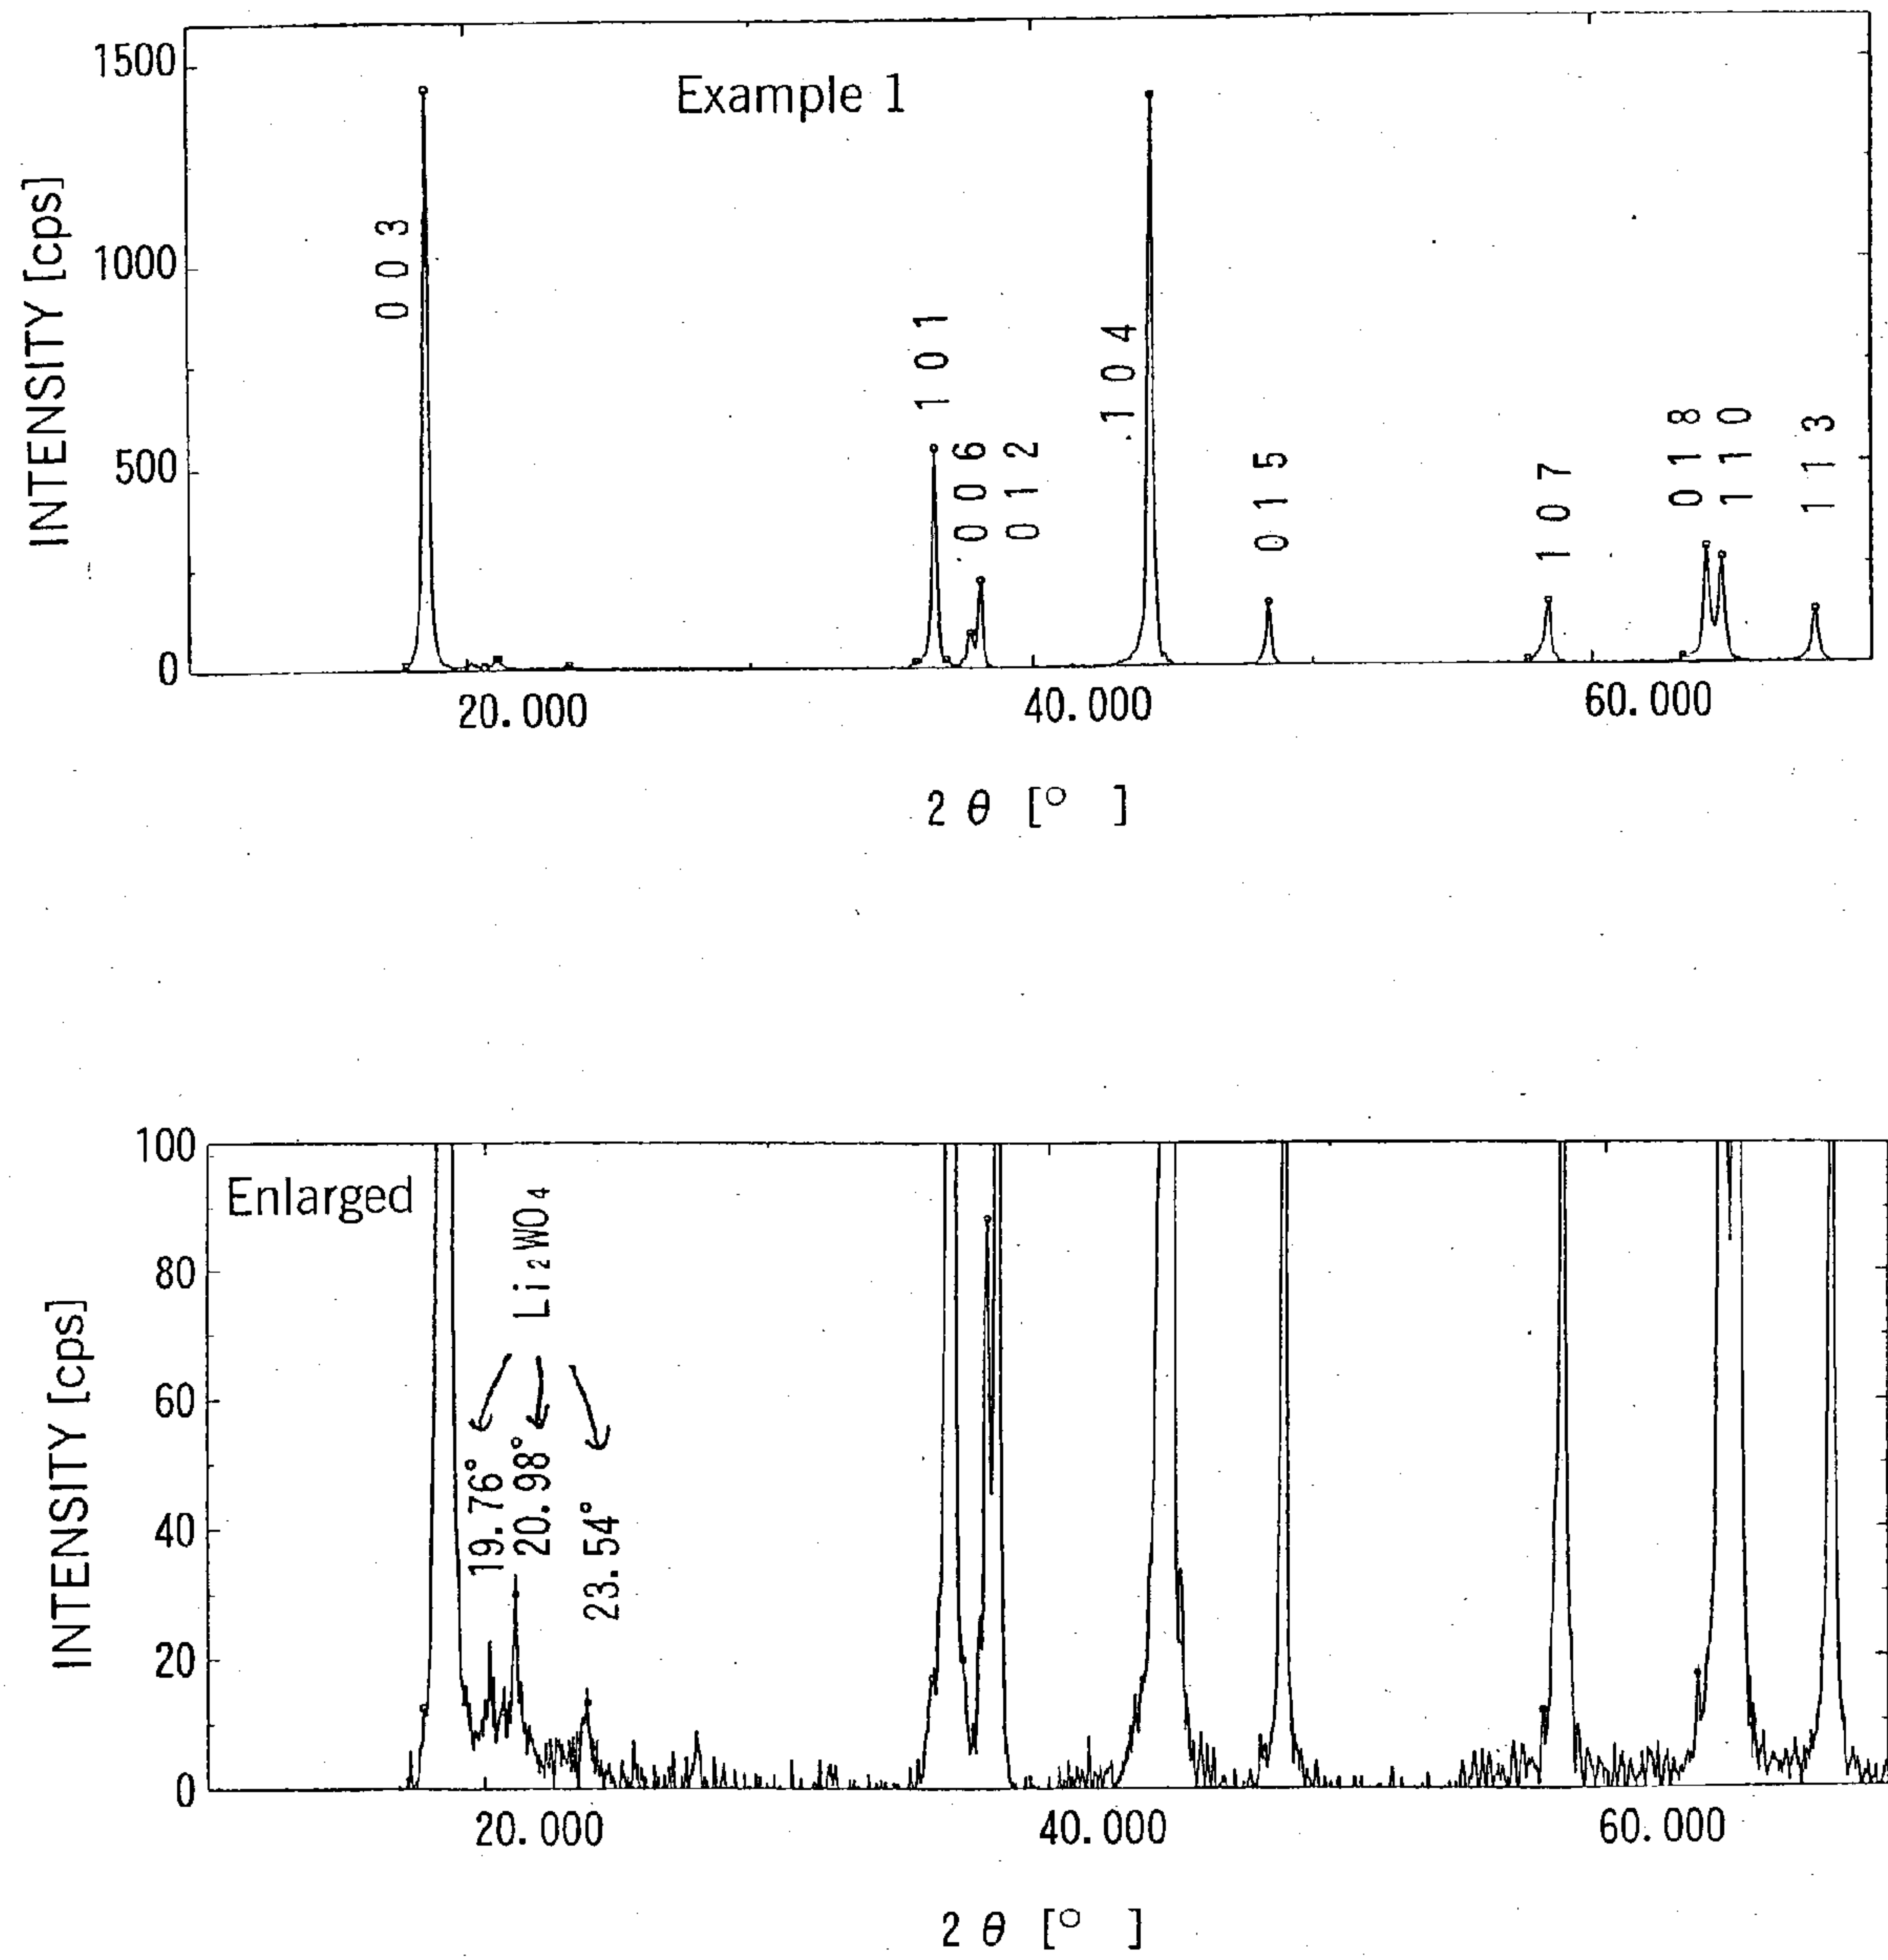 INTENSITY [cps]
1500
1000
500
0
Example 1
0 0 3
1 0 1
0 0 6
0 1 2
1 0 4
0 1 5
1 0 7
0 1 8
1 1 0
1 1 3
20.000
40.000
60.000
2 θ [° ]
INTENSITY [cps]
100
80
60
40
20
0
Enlarged
Li₂WO₄
19.76°
20.98°
23.54°
20.000
40.000
60.000
2 θ [° ]